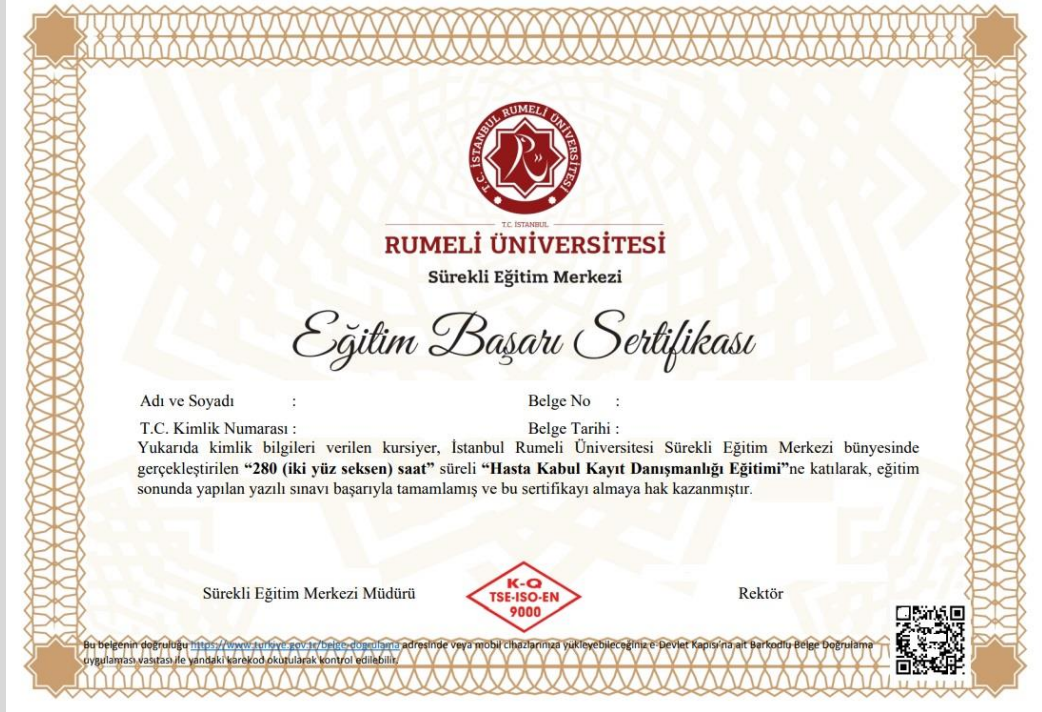 T.C. İSTANBUL RUMELİ ÜNİVERSİTESİ
T.C. İSTANBUL
RUMELİ ÜNİVERSİTESİ
Sürekli Eğitim Merkezi
Eğitim Başarı Sertifikası
Adı ve Soyadı : Belge No :
T.C. Kimlik Numarası : Belge Tarihi :
Yukarıda kimlik bilgileri verilen kursiyer, İstanbul Rumeli Üniversitesi Sürekli Eğitim Merkezi bünyesinde
gerçekleştirilen “280 (iki yüz seksen) saat” süreli “Hasta Kabul Kayıt Danışmanlığı Eğitimi”ne katılarak, eğitim
sonunda yapılan yazılı sınavı başarıyla tamamlamış ve bu sertifikayı almaya hak kazanmıştır.
Sürekli Eğitim Merkezi Müdürü
K-Q
TSE-ISO-EN
9000
Rektör
Bu belgenin doğruluğu https://www.turkiye.gov.tr/belge-dogrulama adresinde veya mobil cihazlarınıza yükleyebileceğiniz e-Devlet Kapısı'na ait Barkodlu Belge Doğrulama
uygulaması vasıtası ile yandaki karekod okutularak kontrol edilebilir.